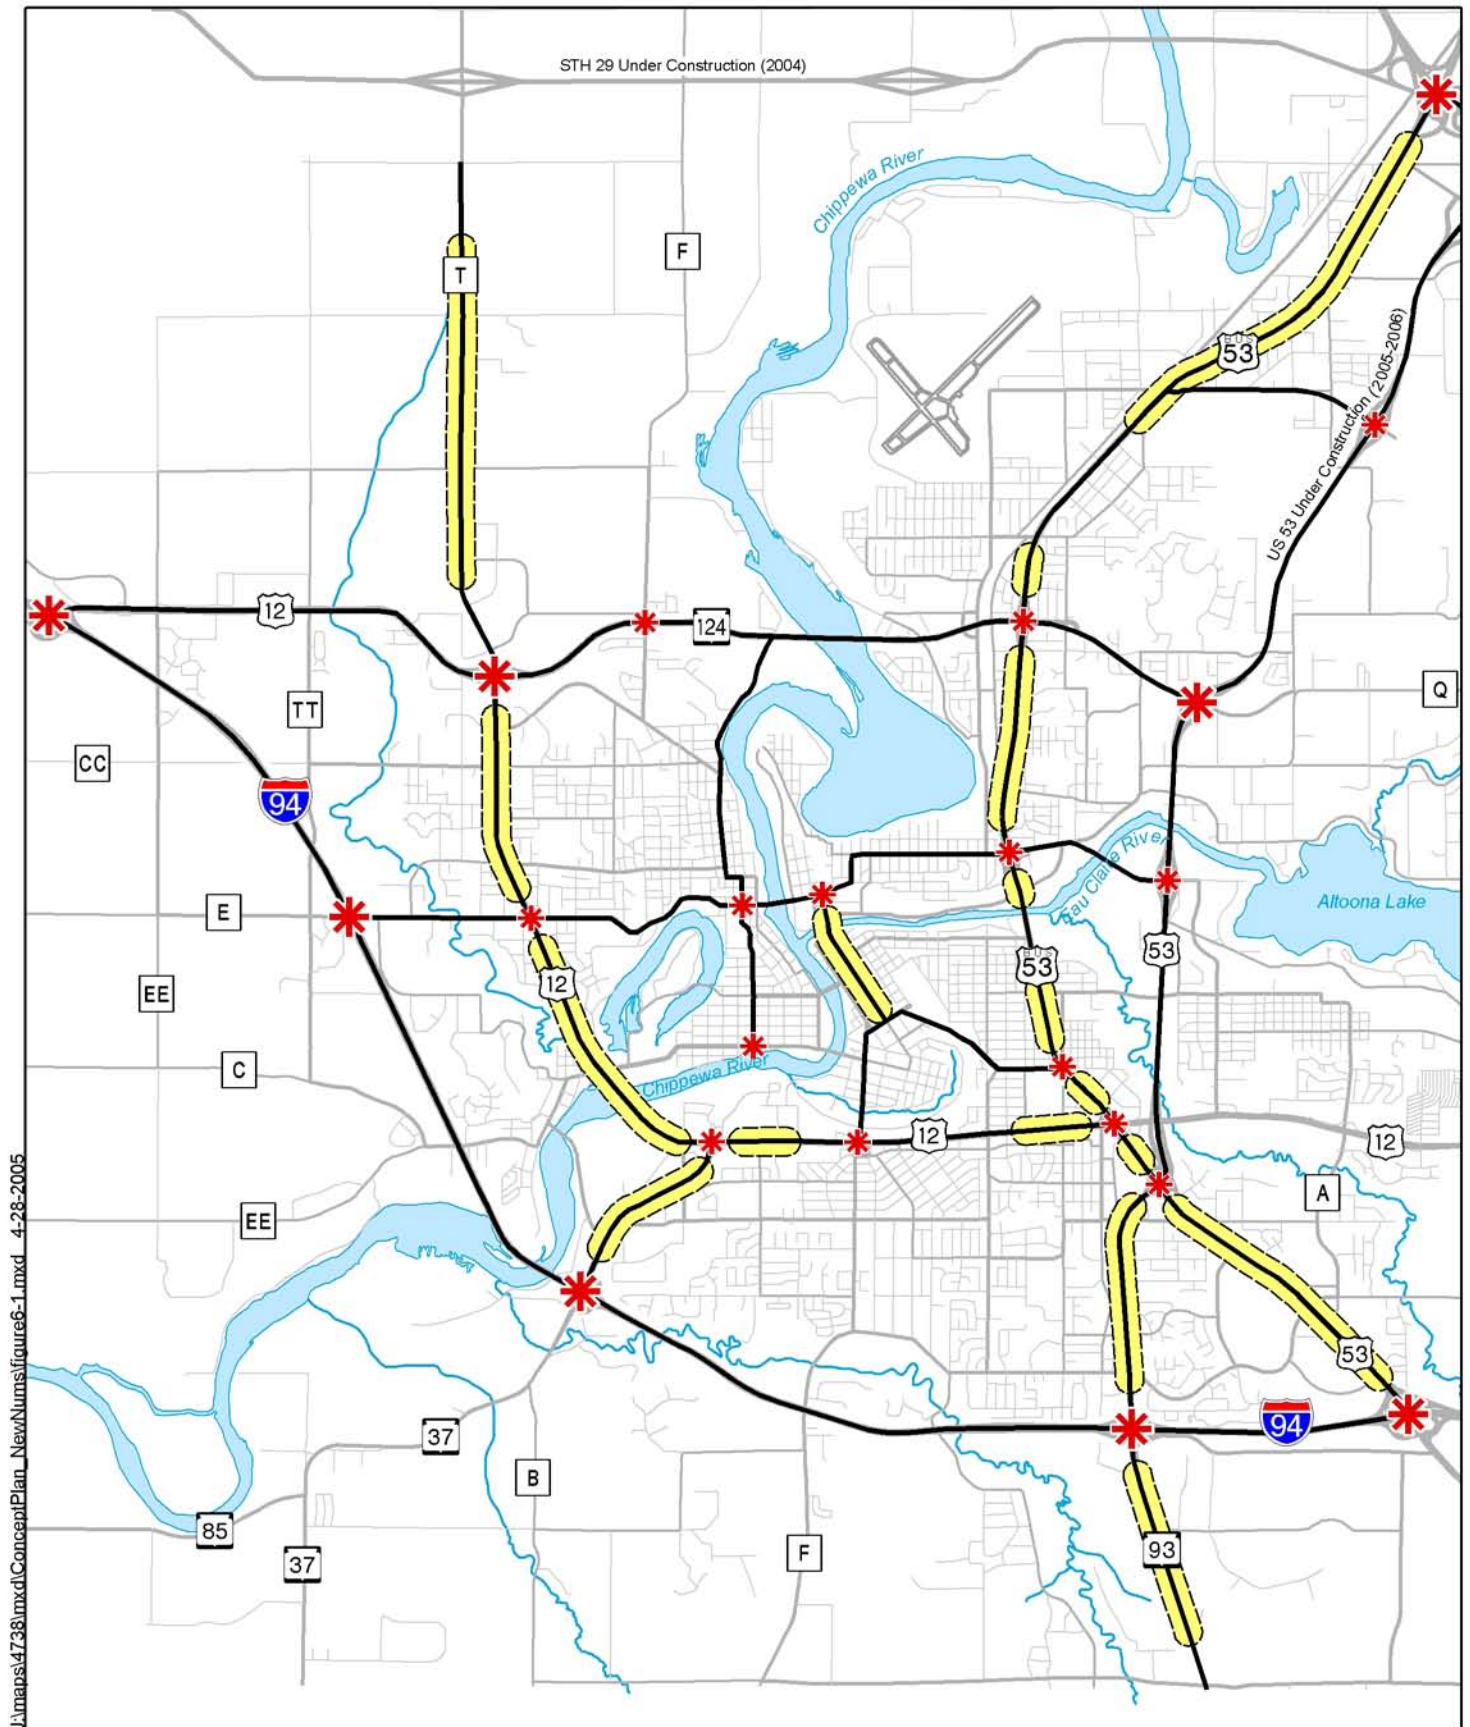 STH 29 Under Construction (2004)
Chippewa River
F
T
BUS
53
US 53 Under Construction (2005-2006)
12
124
TT
Q
CC
94
Eau Claire River
E
Altoona Lake
12
BUS
53
53
EE
C
Chippewa River
12
12
A
EE
53
94
37
B
85
F
93
37
J:\maps\4738\mxd\ConceptPlan_NewNums\figure6-1.mxd 4-28-2005